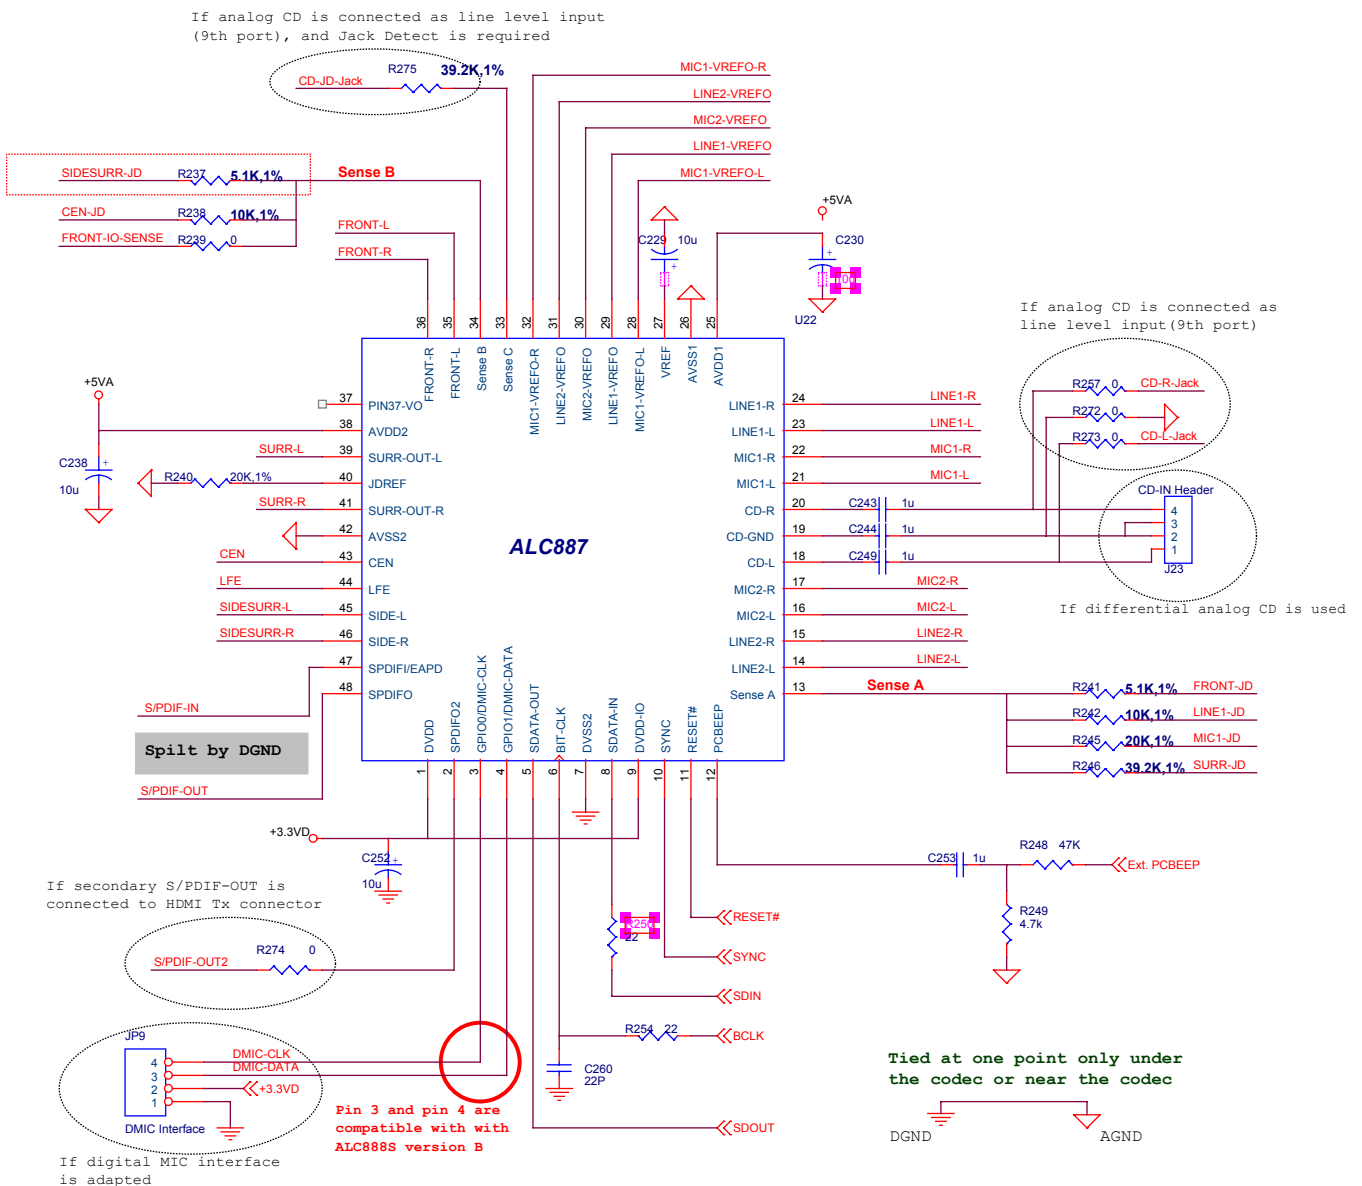 If analog CD is connected as line level input
(9th port), and Jack Detect is required
R275
39.2K,1%
CD-JD-Jack
MIC1-VREFO-R
LINE2-VREFO
MIC2-VREFO
LINE1-VREFO
MIC1-VREFO-L
SIDESURR-JD
R237
5.1K,1%
Sense B
CEN-JD
R238
10K,1%
FRONT-IO-SENSE
R239
0
FRONT-L
FRONT-R
C229
10u
+
+5VA
+
C230
U22
36
35
34
33
32
31
30
29
28
27
26
25
FRONT-R
FRONT-L
Sense B
Sense C
MIC1-VREFO-R
LINE2-VREFO
MIC2-VREFO
LINE1-VREFO
MIC1-VREFO-L
VREF
AVSS1
AVDD1
If analog CD is connected as
line level input(9th port)
R257
0
CD-R-Jack
R272
0
R273
0
CD-L-Jack
+5VA
C238
+
10u
R240
20K,1%
SURR-L
SURR-R
CEN
LFE
SIDESURR-L
SIDESURR-R
S/PDIF-IN
Spilt by DGND
S/PDIF-OUT
37
PIN37-VO
38
AVDD2
39
SURR-OUT-L
40
JDREF
41
SURR-OUT-R
42
AVSS2
43
CEN
44
LFE
45
SIDE-L
46
SIDE-R
47
SPDIFI/EAPD
48
SPDIFO
ALC887
LINE1-R
24
LINE1-R
LINE1-L
23
LINE1-L
MIC1-R
22
MIC1-R
MIC1-L
21
MIC1-L
CD-R
20
C243
1u
CD-GND
19
C244
1u
CD-L
18
C249
1u
MIC2-R
17
MIC2-R
MIC2-L
16
MIC2-L
LINE2-R
15
LINE2-R
LINE2-L
14
LINE2-L
Sense A
13
Sense A
CD-IN Header
4
3
2
1
J23
If differential analog CD is used
R241
5.1K,1%
FRONT-JD
R242
10K,1%
LINE1-JD
R245
20K,1%
MIC1-JD
R246
39.2K,1%
SURR-JD
DVDD
SPDIFO2
GPIO0/DMIC-CLK
GPIO1/DMIC-DATA
SDATA-OUT
BIT-CLK
DVSS2
SDATA-IN
DVDD-IO
SYNC
RESET#
PCBEEP
1
2
3
4
5
6
7
8
9
10
11
12
+3.3VD
C252
+
10u
C253
1u
R248
47K
Ext. PCBEEP
R249
4.7k
If secondary S/PDIF-OUT is
connected to HDMI Tx connector
R274
0
S/PDIF-OUT2
R250
22
RESET#
SYNC
SDIN
R254
22
BCLK
C260
22P
SDOUT
JP9
4
3
2
1
DMIC-CLK
DMIC-DATA
+3.3VD
DMIC Interface
If digital MIC interface
is adapted
Pin 3 and pin 4 are
compatible with with
ALC888S version B
Tied at one point only under
the codec or near the codec
DGND
AGND